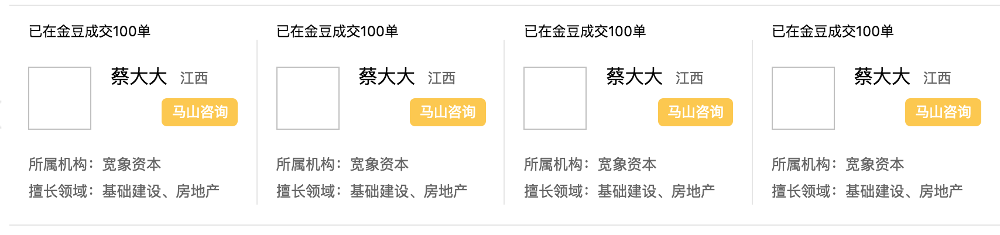 已在金豆成交100单
蔡大大 江西
马山咨询
所属机构：宽象资本
擅长领域：基础建设、房地产
已在金豆成交100单
蔡大大 江西
马山咨询
所属机构：宽象资本
擅长领域：基础建设、房地产
已在金豆成交100单
蔡大大 江西
马山咨询
所属机构：宽象资本
擅长领域：基础建设、房地产
已在金豆成交100单
蔡大大 江西
马山咨询
所属机构：宽象资本
擅长领域：基础建设、房地产